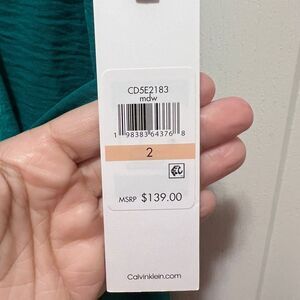 CD5E2183
mdw
1 98383 64376 8
2
MSRP $139.00
Calvinklein.com